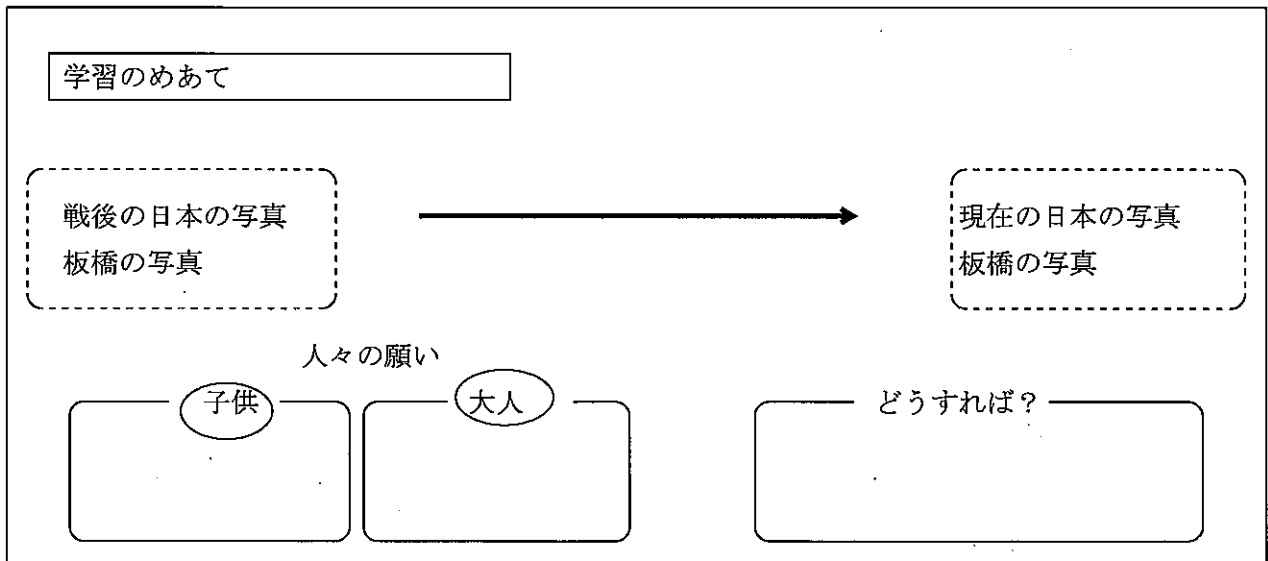 学習のめあて
戦後の日本の写真
板橋の写真
現在の日本の写真
板橋の写真
人々の願い
子供
大人
どうすれば?